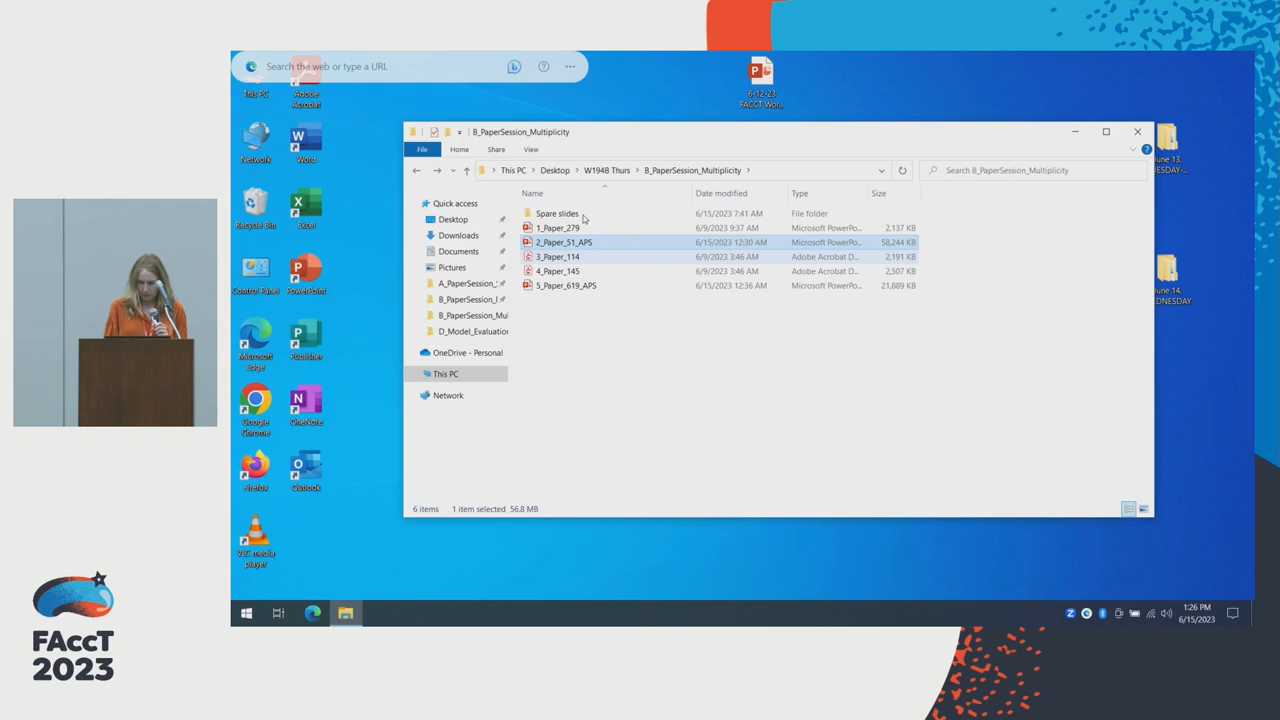 Search the web or type a URL
This PC
Adobe
Acrobat
6-12-23
FACCT Wor...
Network
Word
Recycle Bin
Excel
Control Panel
PowerPoint
Microsoft
Edge
Publisher
Google
Chrome
OneNote
Firefox
Outlook
VLC media
player
June 13,
June 14,
B_PaperSession_Multiplicity
File
Home
Share
View
This PC
Desktop
W194B Thurs
B_PaperSession_Multiplicity
Search B_PaperSession_Multiplicity
Name
Date modified
Type
Size
Quick access
Desktop
Downloads
Documents
Pictures
A_PaperSession_
B_PaperSession_
B_PaperSession_Mul
D_Model_Evaluation
OneDrive - Personal
This PC
Network
Spare slides 6/15/2023 7:41 AM File folder
1_Paper_279 6/9/2023 9:37 AM Microsoft PowerPo... 2,137 KB
2_Paper_51_APS 6/15/2023 12:30 AM Microsoft PowerPo... 58,244 KB
3_Paper_114 6/9/2023 3:46 AM Adobe Acrobat D... 2,191 KB
4_Paper_145 6/9/2023 3:46 AM Adobe Acrobat D... 2,507 KB
5_Paper_619_APS 6/15/2023 12:36 AM Microsoft PowerPo... 21,889 KB
6 items 1 item selected 56.8 MB
1:26 PM
6/15/2023
FAccT
2023